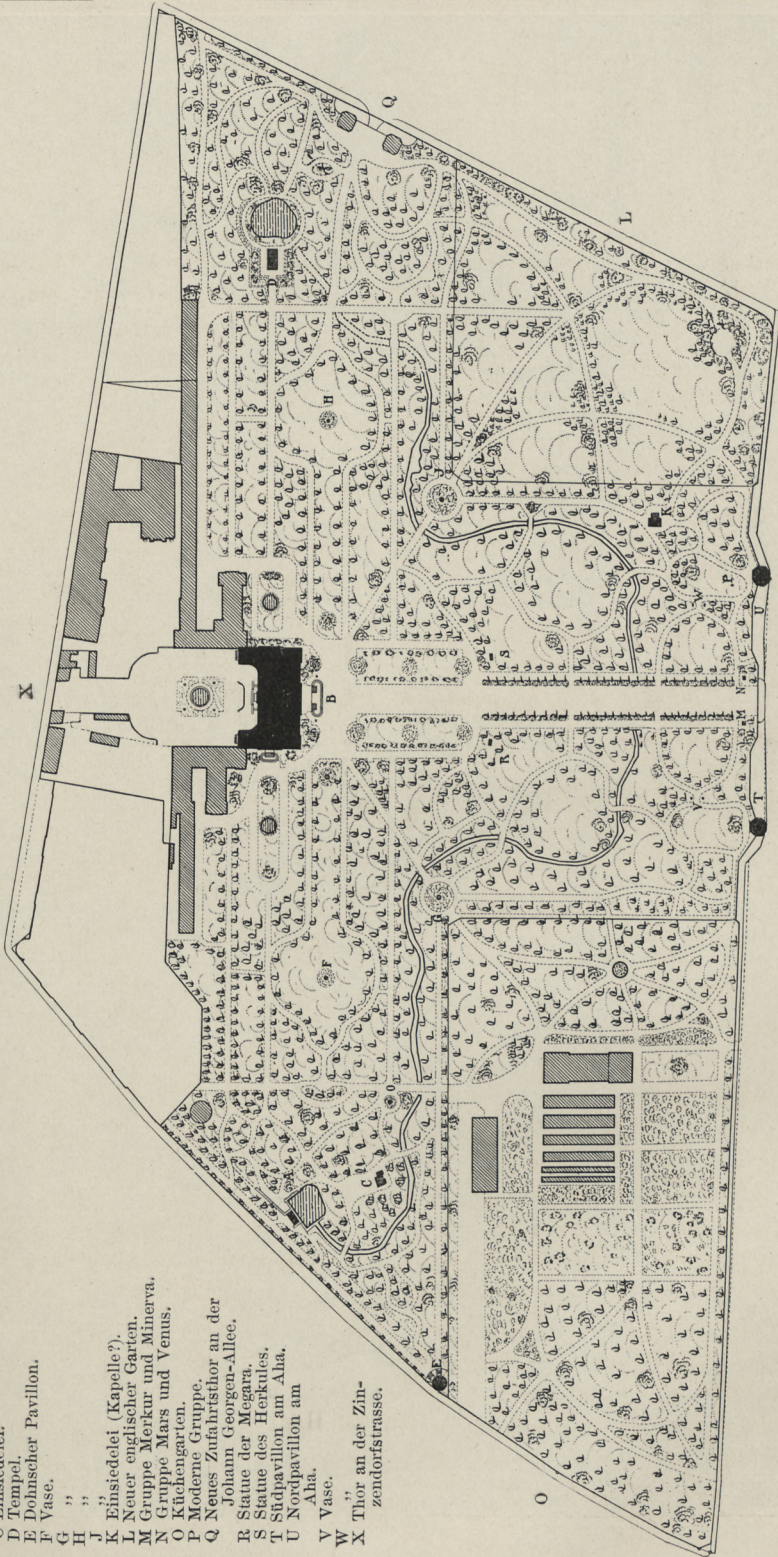 D Tempel.
E Dohnscher Pavillon.
F Vase.
G „
H „
J „
K Einsiedelei (Kapelle?).
L Neuer englischer Garten.
M Gruppe Merkur und Minerva.
N Gruppe Mars und Venus.
O Küchengarten.
P Moderne Gruppe.
Q Neues Zufahrtsthor an der
Johann Georgen-Allee.
R Statue der Megara.
S Statue des Herkules.
T Südpavillon am Aha.
U Nordpavillon am
Aha.
V Vase.
W „
X Thor an der Zin-
zendorfstrasse.
X
Q
L
D
H
J
K
P
W
U
S
B
N
M
R
T
V
F
G
A
C
E
O